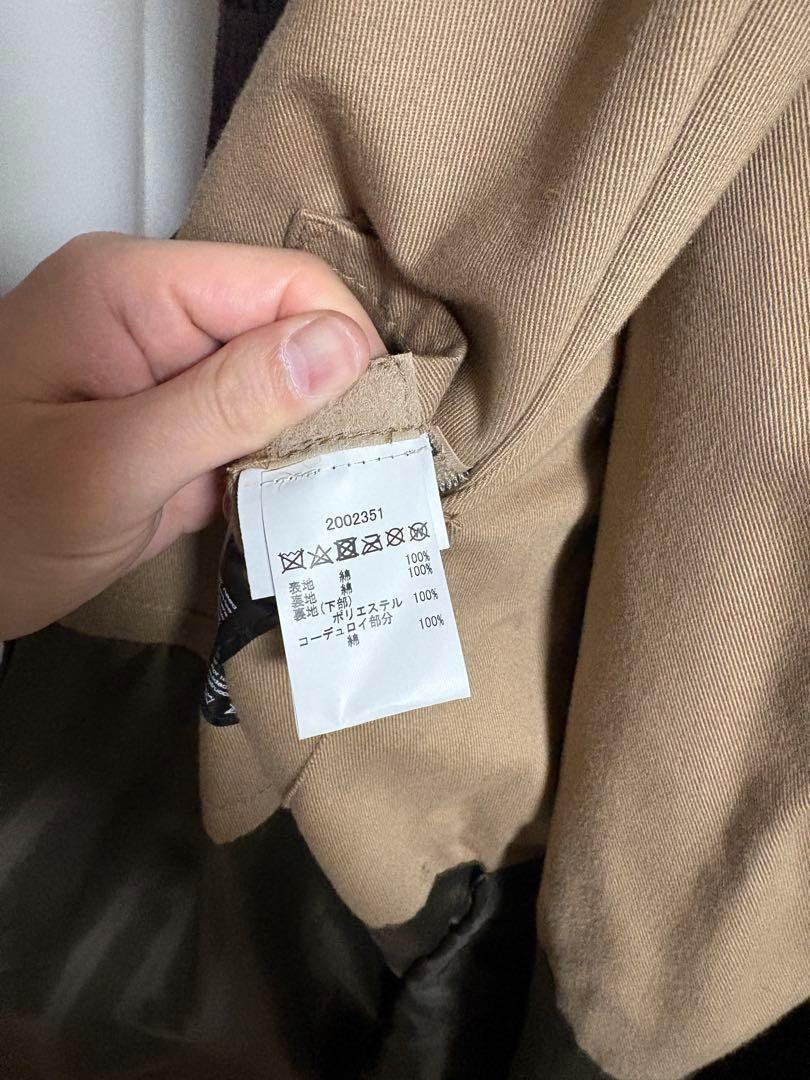 2002351
表地 綿 100%
裏地 綿 100%
裏地(下部)
ポリエステル 100%
コーデュロイ部分
綿 100%